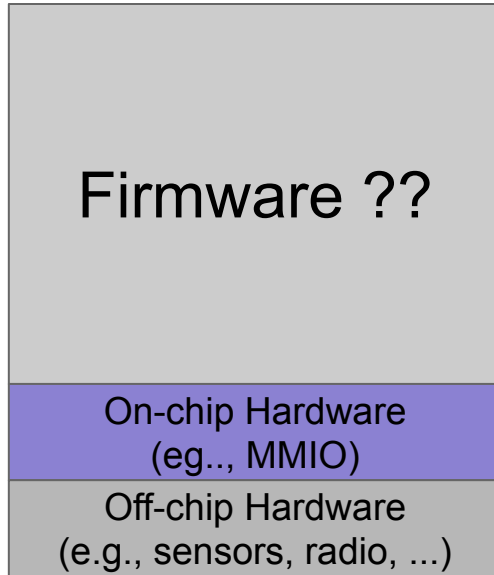 Firmware ??
On-chip Hardware
(eg.., MMIO)
Off-chip Hardware
(e.g., sensors, radio, ...)